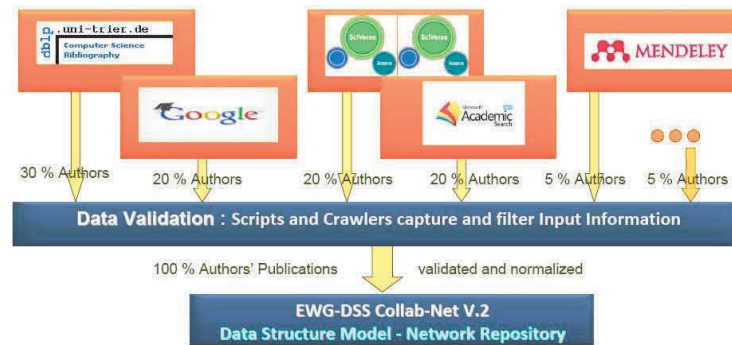 dblp
.uni-trier.de
Computer Science
Bibliography
Google
SciVerse
SciVerse
Microsoft
Academic
Search
MENDELEY
30 % Authors
20 % Authors
20 % Authors
20 % Authors
5 % Authors
5 % Authors
Data Validation : Scripts and Crawlers capture and filter Input Information
100 % Authors' Publications
validated and normalized
EWG-DSS Collab-Net V.2
Data Structure Model - Network Repository